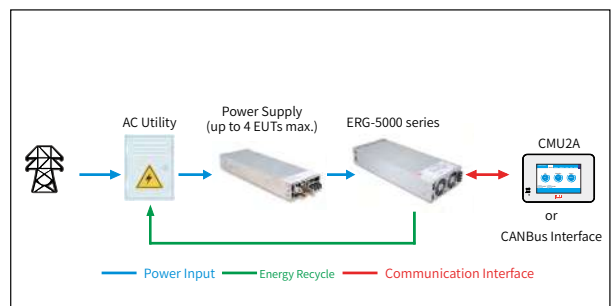 AC Utility
Power Supply
(up to 4 EUTs max.)
ERG-5000 series
CMU2A
or
CANBus Interface
Power Input
Energy Recycle
Communication Interface